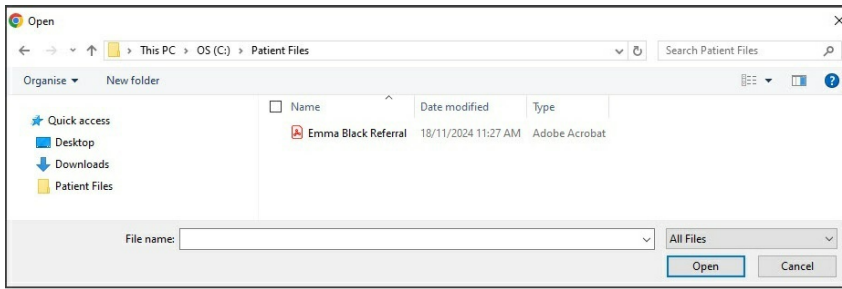 Open
This PC > OS (C:) > Patient Files
Search Patient Files
Organise
New folder
Name
Date modified
Type
Quick access
Desktop
Downloads
Patient Files
Emma Black Referral 18/11/2024 11:27 AM Adobe Acrobat
File name:
All Files
Open
Cancel